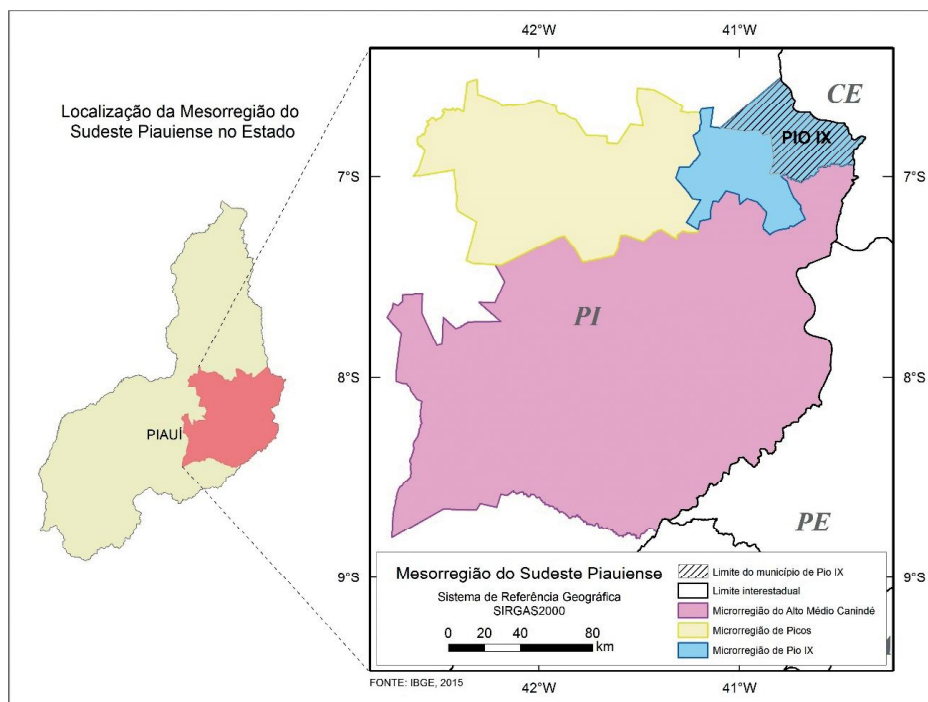 Localização da Mesorregião do
Sudeste Piauiense no Estado
PIAUÍ
42°W
41°W
CE
PIO IX
7°S
7°S
PI
8°S
8°S
PE
9°S
9°S
Mesorregião do Sudeste Piauiense
Sistema de Referência Geográfica
SIRGAS2000
0 20 40 80
km
Limite do município de Pio IX
Limite interestadual
Microrregião do Alto Médio Canindé
Microrregião de Picos
Microrregião de Pio IX
FONTE: IBGE, 2015
42°W
41°W